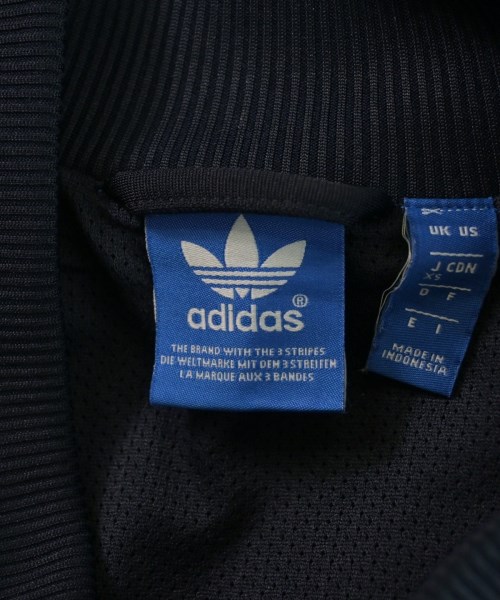 adidas®
THE BRAND WITH THE 3 STRIPES
DIE WELTMARKE MIT DEN 3 STREIFEN
LA MARQUE AUX 3 BANDES
UK US
J CDN
XS
D F
E I
MADE IN
INDONESIA